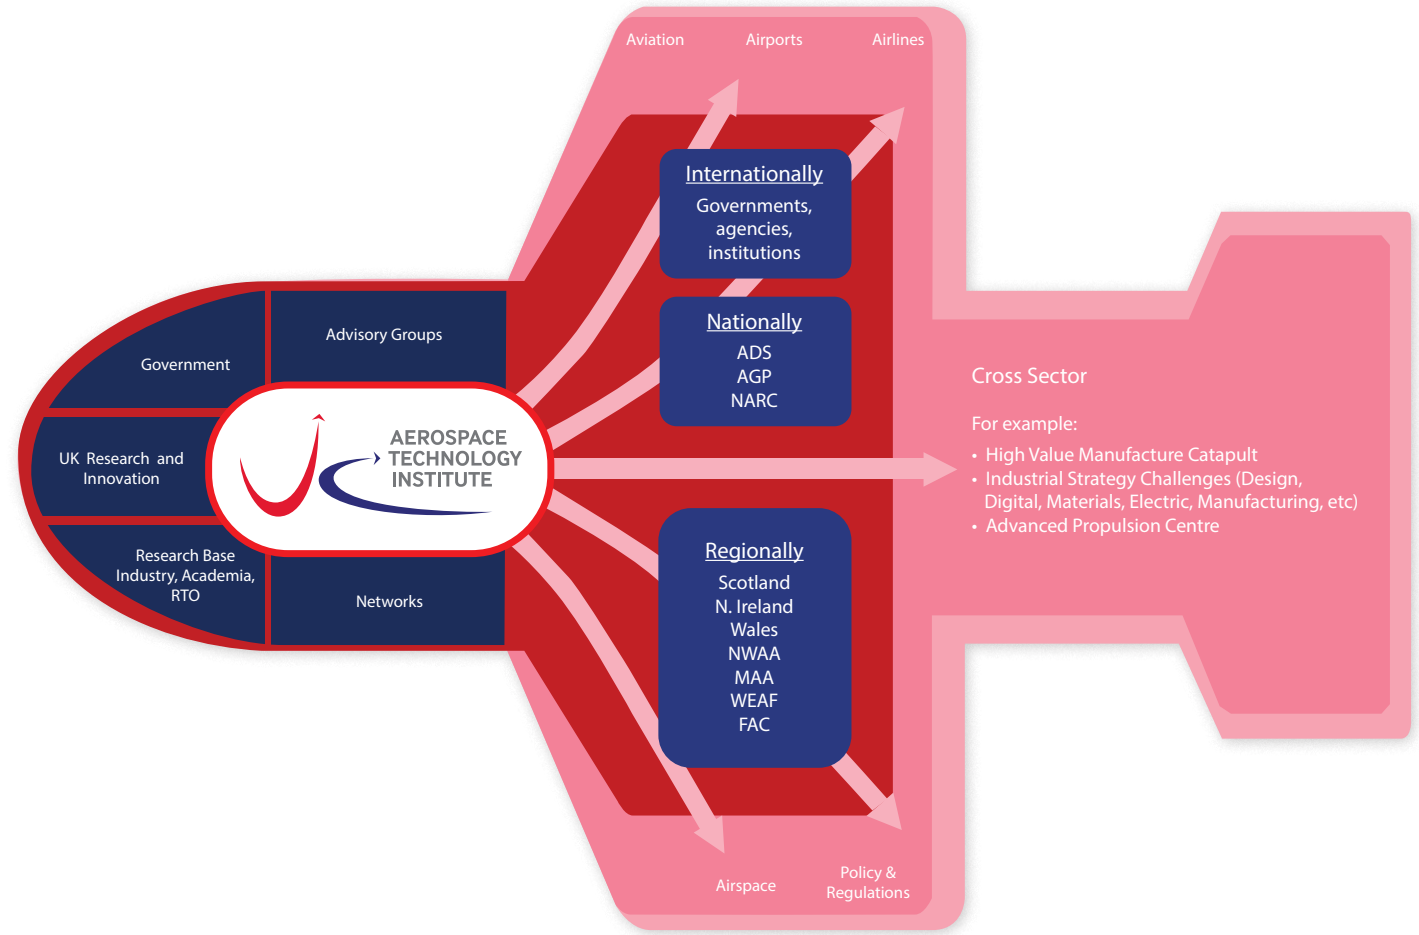 Aviation
Airports
Airlines
Internationally
Governments,
agencies,
institutions
Nationally
ADS
AGP
NARC
Advisory Groups
Government
UK Research and
Innovation
Research Base
Industry, Academia,
RTO
Networks
AEROSPACE
TECHNOLOGY
INSTITUTE
Regionally
Scotland
N. Ireland
Wales
NWAA
MAA
WEAF
FAC
Cross Sector
For example:
• High Value Manufacture Catapult
• Industrial Strategy Challenges (Design,
Digital, Materials, Electric, Manufacturing, etc)
• Advanced Propulsion Centre
Airspace
Policy &
Regulations